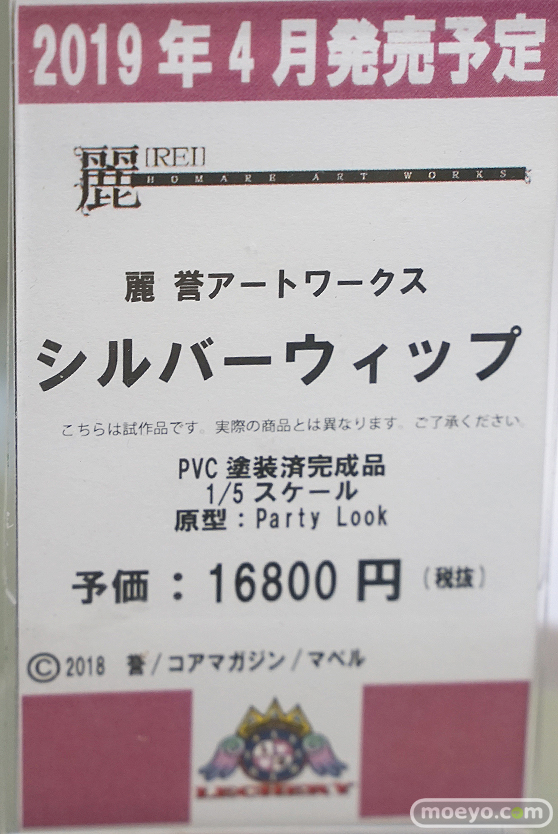 2019年4月発売予定
麗 [REI]
HOMARE ART WORKS
麗 誉アートワークス
シルバーウィップ
こちらは試作品です。実際の商品とは異なります。ご了承ください。
PVC塗装済完成品
1/5スケール
原型：Party Look
予価：16800円（税抜）
©2018 誉/コアマガジン/マベル
LECHERY
moeyo.com